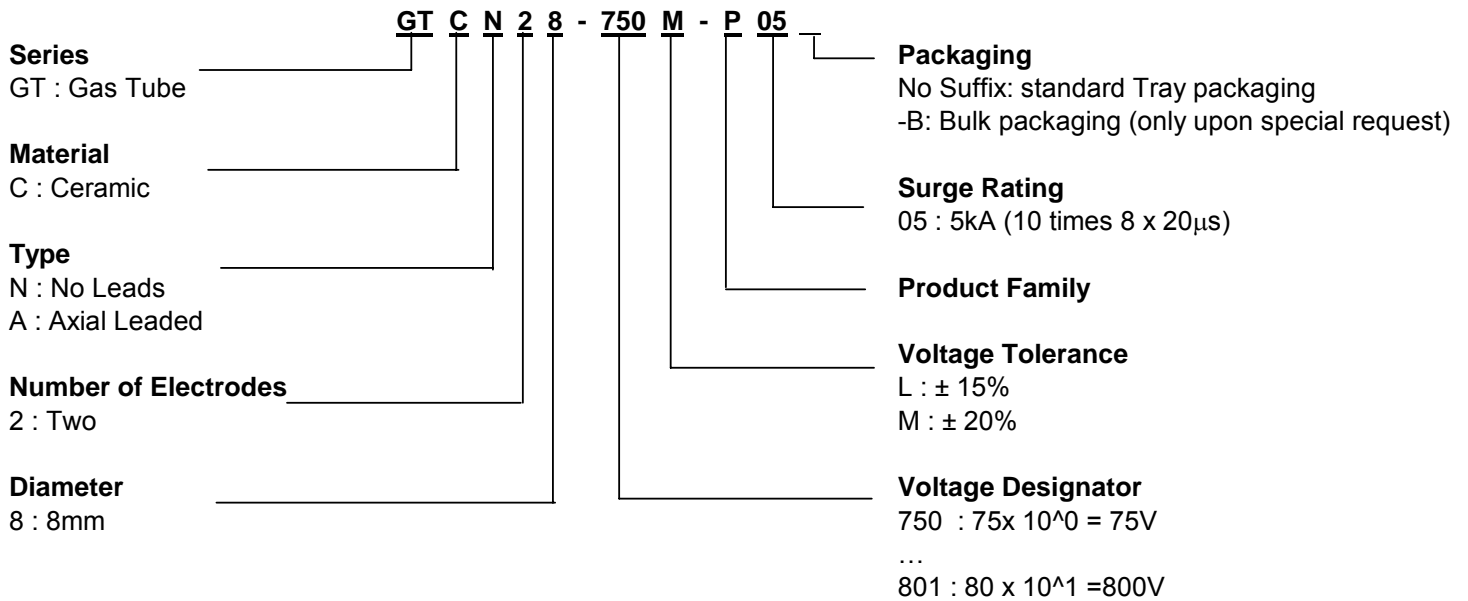 GT C N 2 8 - 750 M - P 05 _
Series
GT : Gas Tube
Material
C : Ceramic
Type
N : No Leads
A : Axial Leaded
Number of Electrodes
2 : Two
Diameter
8 : 8mm
Packaging
No Suffix: standard Tray packaging
-B: Bulk packaging (only upon special request)
Surge Rating
05 : 5kA (10 times 8 x 20μs)
Product Family
Voltage Tolerance
L : ± 15%
M : ± 20%
Voltage Designator
750 : 75x 10^0 = 75V
…
801 : 80 x 10^1 =800V